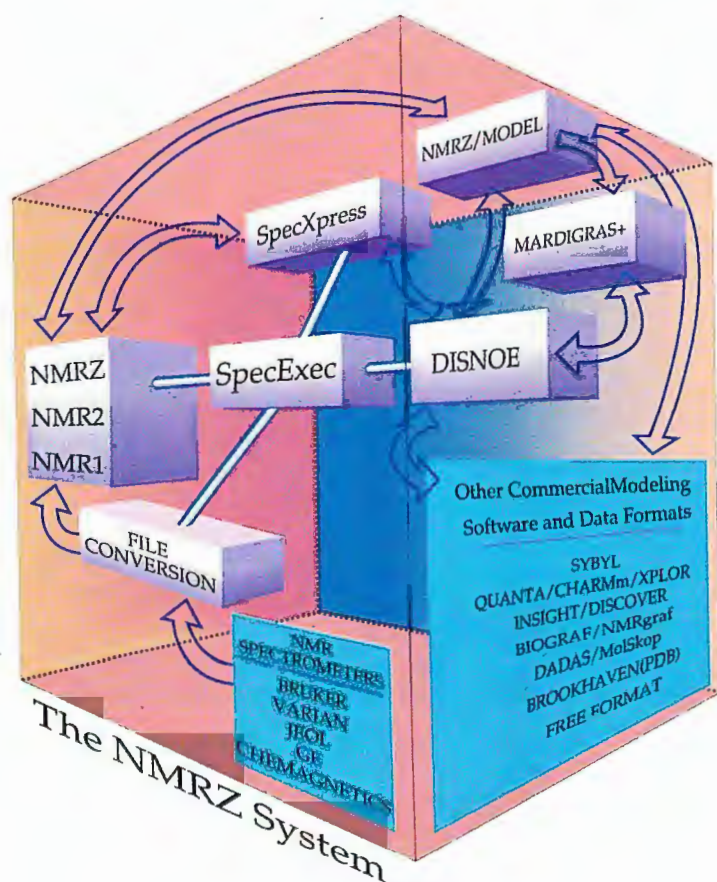 NMRZ/MODEL
SpecXpress
MARDIGRAS+
NMRZ
NMR2
NMR1
SpecExec
DISNOE
FILE
CONVERSION
Other CommercialModeling
Software and Data Formats
SYBYL
QUANTA/CHARMm/XPLOR
INSIGHT/DISCOVER
BIOGRAF/NMRgraf
DADAS/MolSkop
BROOKHAVEN(PDB)
FREE FORMAT
NMR
SPECTROMETERS
BRUKER
VARIAN
JEOL
GE
CHEMAGNETICS
The NMRZ System